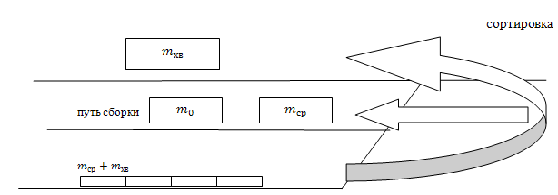 сортировка
m_хв
путь сборки
m_0
m_ср
m_ср + m_хв